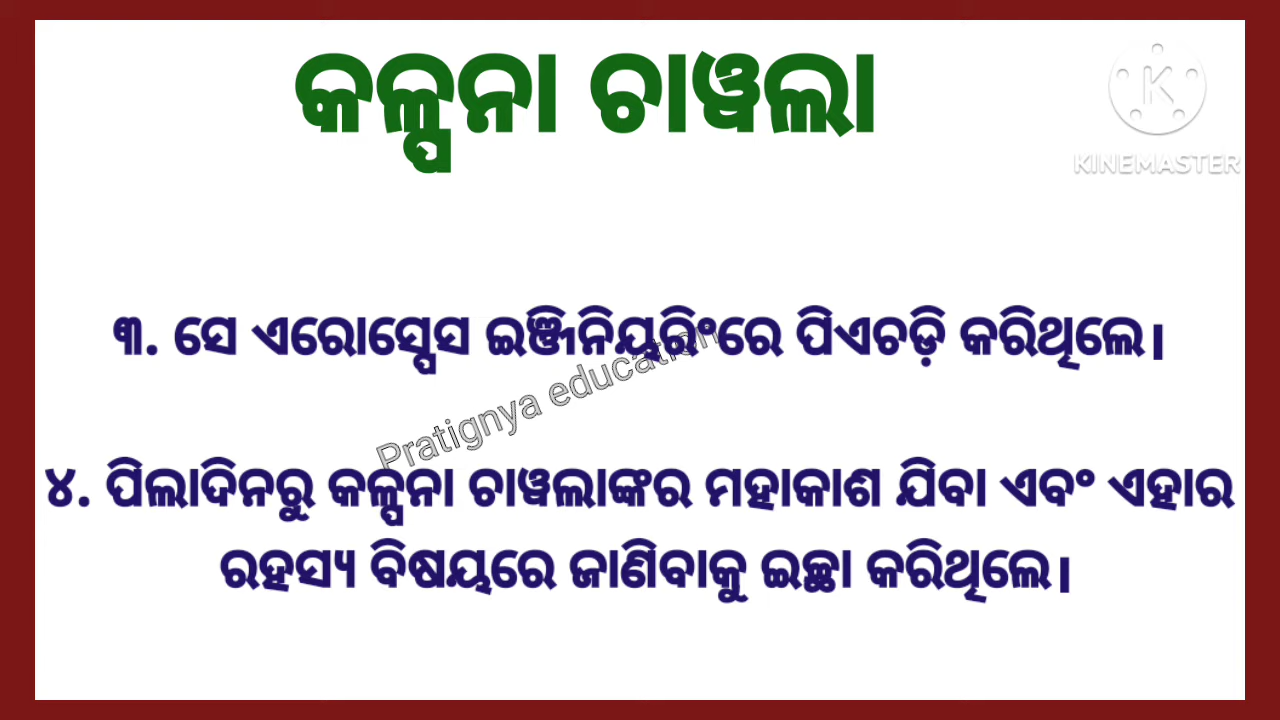 କଳ୍ପନା ଚାୱଲା
KINEMASTER
୩. ସେ ଏରୋସ୍ପେସ ଇଞ୍ଜିନିୟରିଂରେ ପିଏଚଡ଼ି କରିଥିଲେ।
Pratignya education
୪. ପିଲାଦିନରୁ କଳ୍ପନା ଚାୱଲାଙ୍କର ମହାକାଶ ଯିବା ଏବଂ ଏହାର
ରହସ୍ୟ ବିଷୟରେ ଜାଣିବାକୁ ଇଚ୍ଛା କରିଥିଲେ।